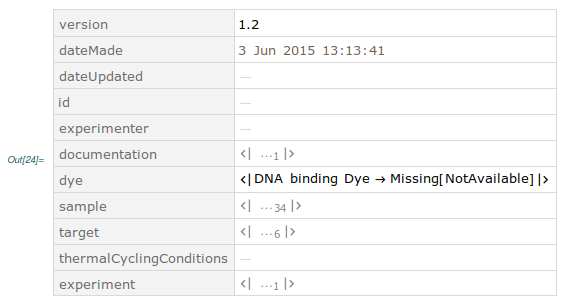 version 1.2
dateMade 3 Jun 2015 13:13:41
dateUpdated —
id —
experimenter —
Out[24]= documentation <| …1 |>
dye <|DNA binding Dye → Missing[NotAvailable]|>
sample <| …34 |>
target <| …6 |>
thermalCyclingConditions —
experiment <| …1 |>